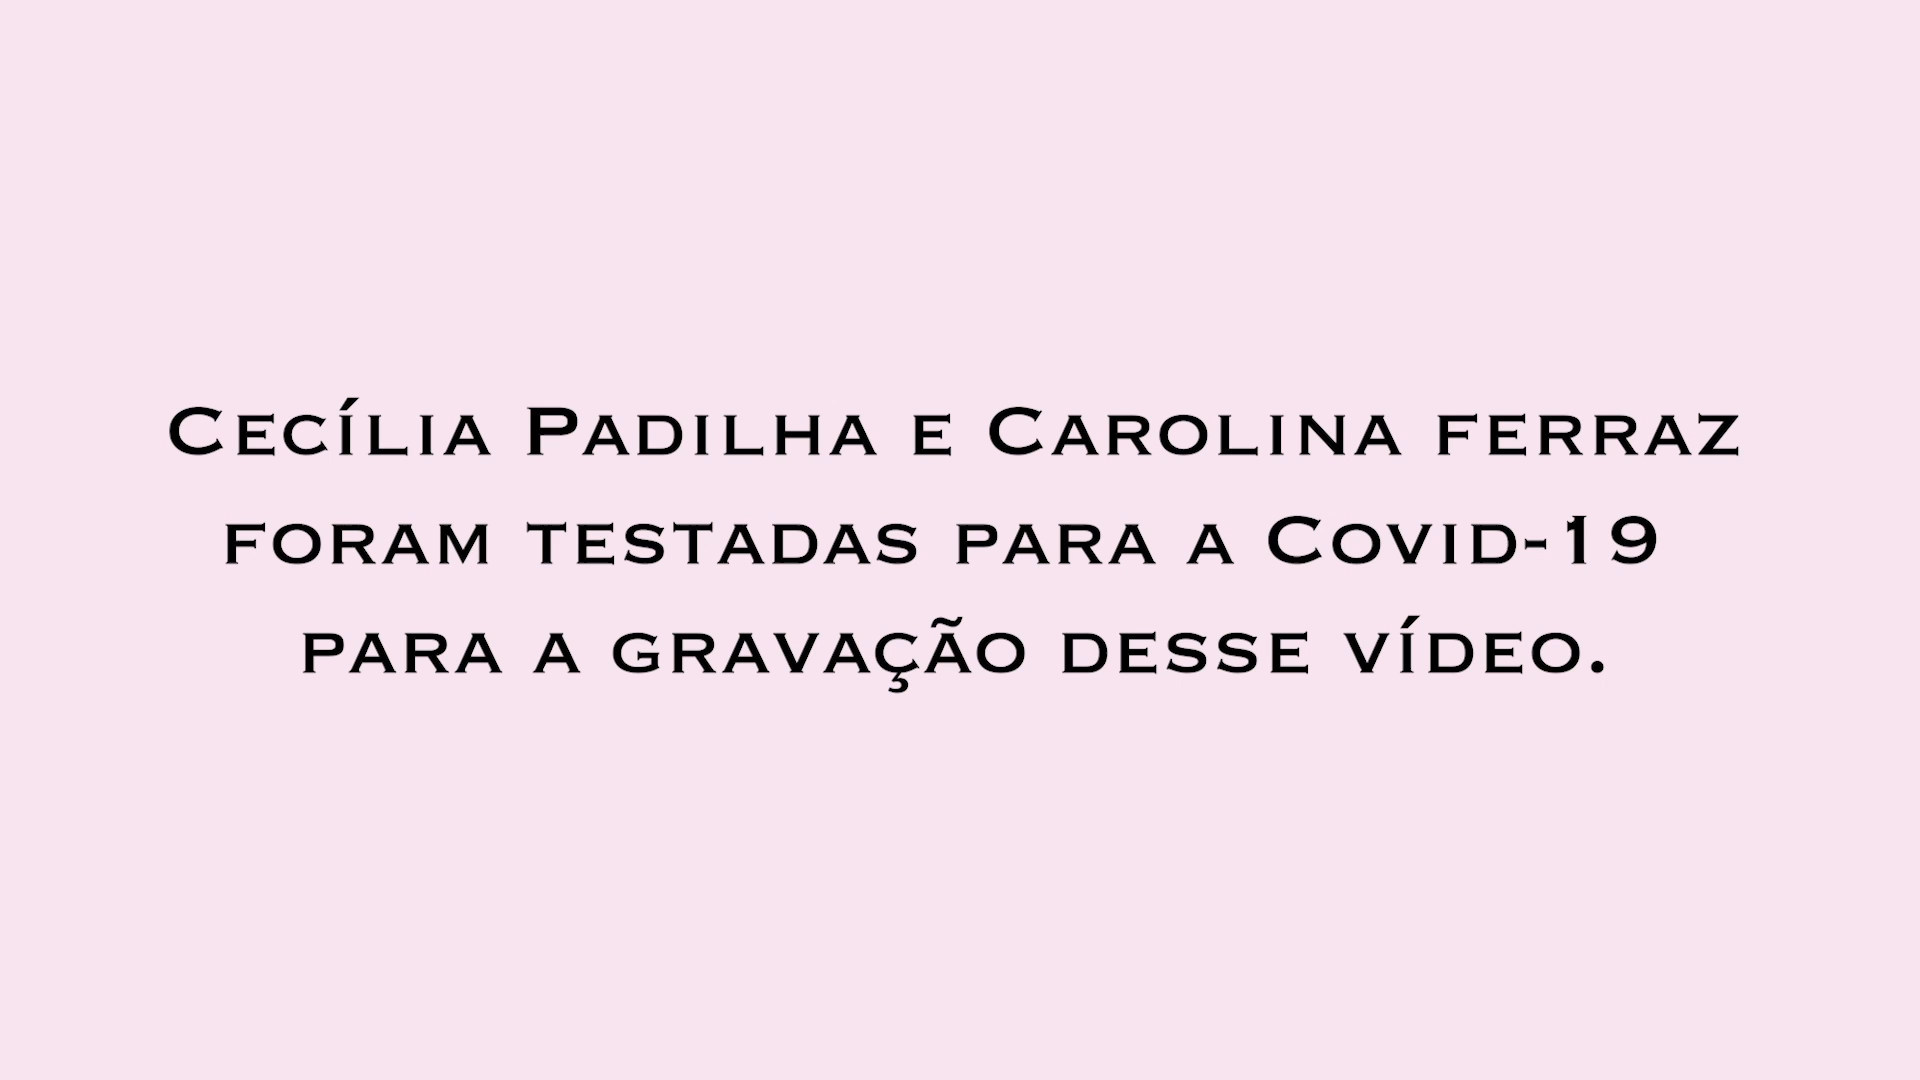 Cecília Padilha e Carolina ferraz
foram testadas para a Covid-19
para a gravação desse vídeo.